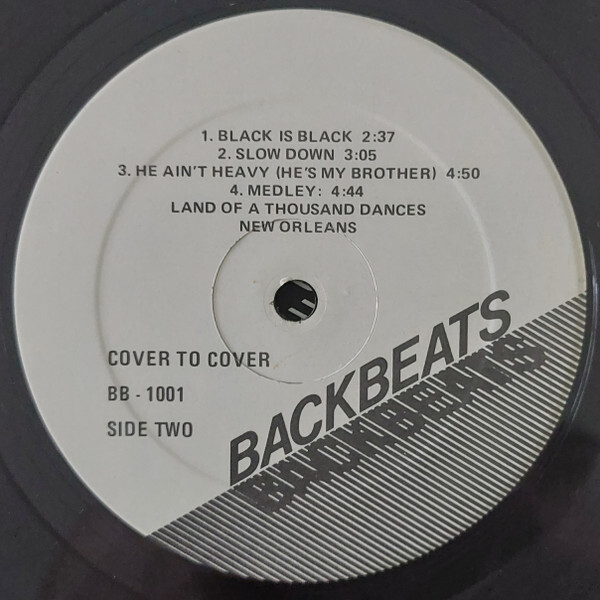 1. BLACK IS BLACK 2:37
2. SLOW DOWN 3:05
3. HE AIN'T HEAVY (HE'S MY BROTHER) 4:50
4. MEDLEY: 4:44
LAND OF A THOUSAND DANCES
NEW ORLEANS
COVER TO COVER
BB - 1001
SIDE TWO
BACKBEATS
BACKBEATS